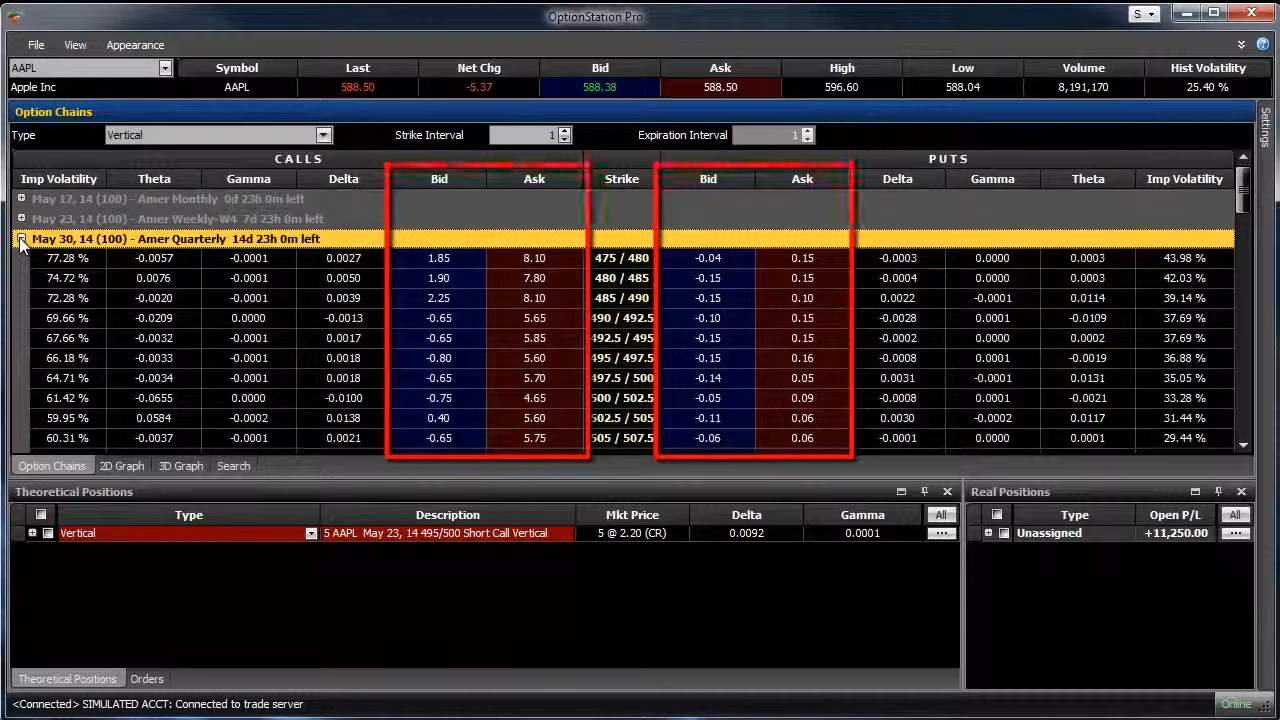 OptionStation Pro
S
File View Appearance
AAPL Symbol Last Net Chg Bid Ask High Low Volume Hist Volatility
Apple Inc AAPL 588.50 -5.37 588.38 588.50 596.60 588.04 8,191,170 25.40 %
Option Chains
Settings
Type Vertical Strike Interval 1 Expiration Interval 1
CALLS PUTS
Imp Volatility Theta Gamma Delta Bid Ask Strike Bid Ask Delta Gamma Theta Imp Volatility
May 17, 14 (100) - Amer Monthly 0d 23h 0m left
May 23, 14 (100) - Amer Weekly-W4 7d 23h 0m left
May 30, 14 (100) - Amer Quarterly 14d 23h 0m left
77.28 % -0.0057 -0.0001 0.0027 1.85 8.10 475 / 480 -0.04 0.15 -0.0003 0.0000 0.0003 43.98 %
74.72 % 0.0076 -0.0001 0.0050 1.90 7.80 480 / 485 -0.15 0.15 -0.0004 0.0000 0.0003 42.03 %
72.28 % -0.0020 -0.0001 0.0039 2.25 8.10 485 / 490 -0.15 0.10 0.0022 -0.0001 0.0114 39.14 %
69.66 % -0.0209 0.0000 -0.0013 -0.65 5.65 490 / 492.5 -0.10 0.15 -0.0028 0.0001 -0.0109 37.69 %
67.66 % -0.0032 -0.0001 0.0017 -0.65 5.85 492.5 / 495 -0.15 0.15 -0.0002 0.0000 0.0002 37.69 %
66.18 % -0.0033 -0.0001 0.0018 -0.80 5.60 495 / 497.5 -0.15 0.16 -0.0008 0.0001 -0.0019 36.88 %
64.71 % -0.0034 -0.0001 0.0018 -0.65 5.70 497.5 / 500 -0.14 0.05 0.0031 -0.0001 0.0131 35.05 %
61.42 % -0.0655 0.0000 -0.0100 -0.75 4.65 500 / 502.5 -0.05 0.09 -0.0008 0.0001 -0.0021 33.28 %
59.95 % 0.0584 -0.0002 0.0138 0.40 5.60 502.5 / 505 -0.11 0.06 0.0030 -0.0002 0.0117 31.44 %
60.31 % -0.0037 -0.0001 0.0021 -0.65 5.75 505 / 507.5 -0.06 0.06 -0.0001 0.0000 0.0001 29.44 %
Option Chains 2D Graph 3D Graph Search
Theoretical Positions Real Positions
Type Description Mkt Price Delta Gamma All Type Open P/L All
Vertical 5 AAPL May 23, 14 495/500 Short Call Vertical 5 @ 2.20 (CR) 0.0092 0.0001 ... Unassigned +11,250.00 ...
Theoretical Positions Orders
<Connected> SIMULATED ACCT: Connected to trade server Online